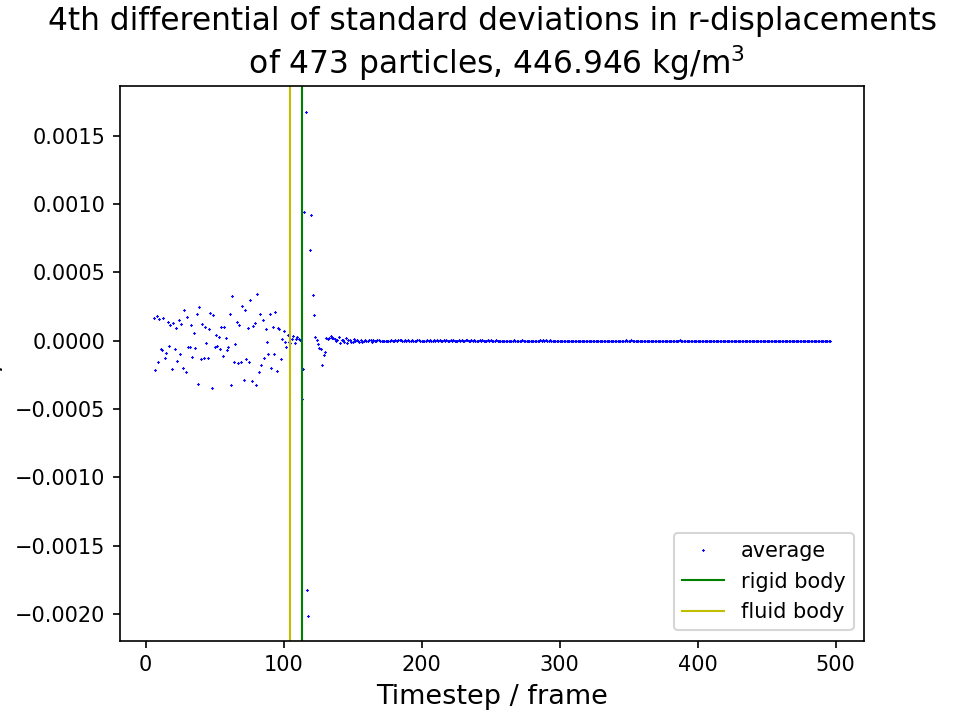 4th differential of standard deviations in r-displacements
of 473 particles, 446.946 kg/m³
0.0015
0.0010
0.0005
0.0000
−0.0005
−0.0010
−0.0015
−0.0020
average
rigid body
fluid body
0 100 200 300 400 500
Timestep / frame